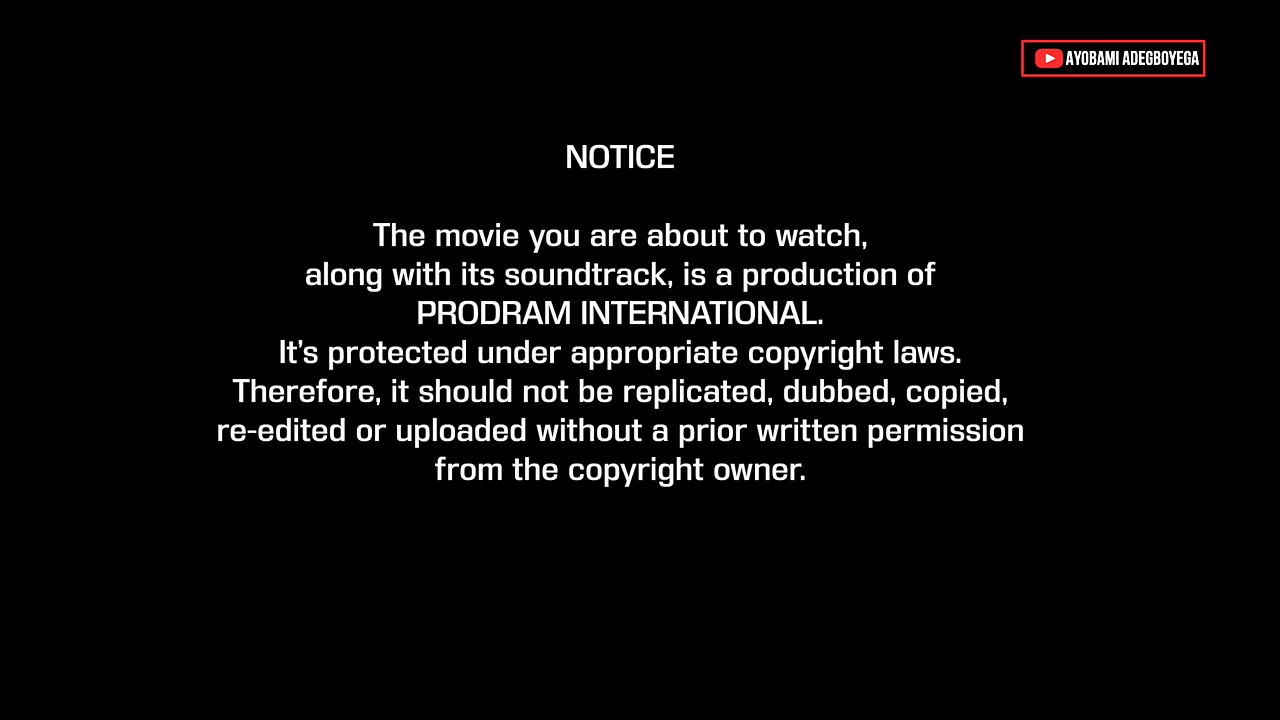 AYOBAMI ADEGBOYEGA
NOTICE
The movie you are about to watch,
along with its soundtrack, is a production of
PRODRAM INTERNATIONAL.
It's protected under appropriate copyright laws.
Therefore, it should not be replicated, dubbed, copied,
re-edited or uploaded without a prior written permission
from the copyright owner.